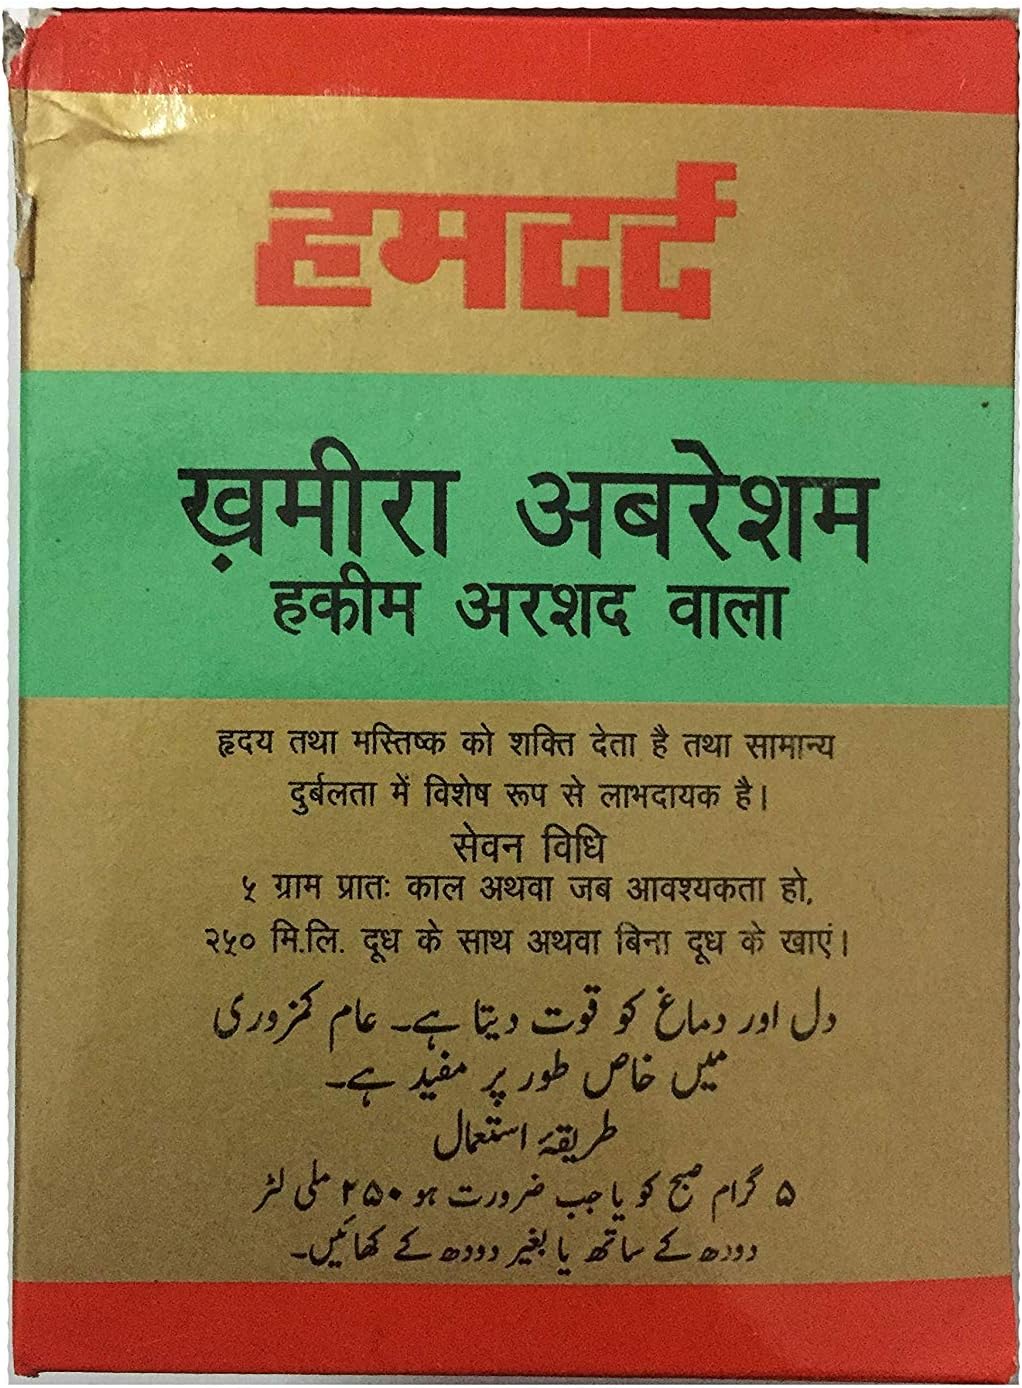 हमदर्द
ख़मीरा अबरेशम
हकीम अरशद वाला
हृदय तथा मस्तिष्क को शक्ति देता है तथा सामान्य
दुर्बलता में विशेष रूप से लाभदायक है।
सेवन विधि
५ ग्राम प्रातः काल अथवा जब आवश्यकता हो,
२५० मि.लि. दूध के साथ अथवा बिना दूध के खाएं।
دل اور دماغ کو قوت دیتا ہے۔ عام کمزوری
میں خاص طور پر مفید ہے۔
طریقۂ استعمال
۵ گرام صبح کو یا جب ضرورت ہو ۲۵۰ ملی لٹر
دودھ کے ساتھ یا بغیر دودھ کے کھائیں۔